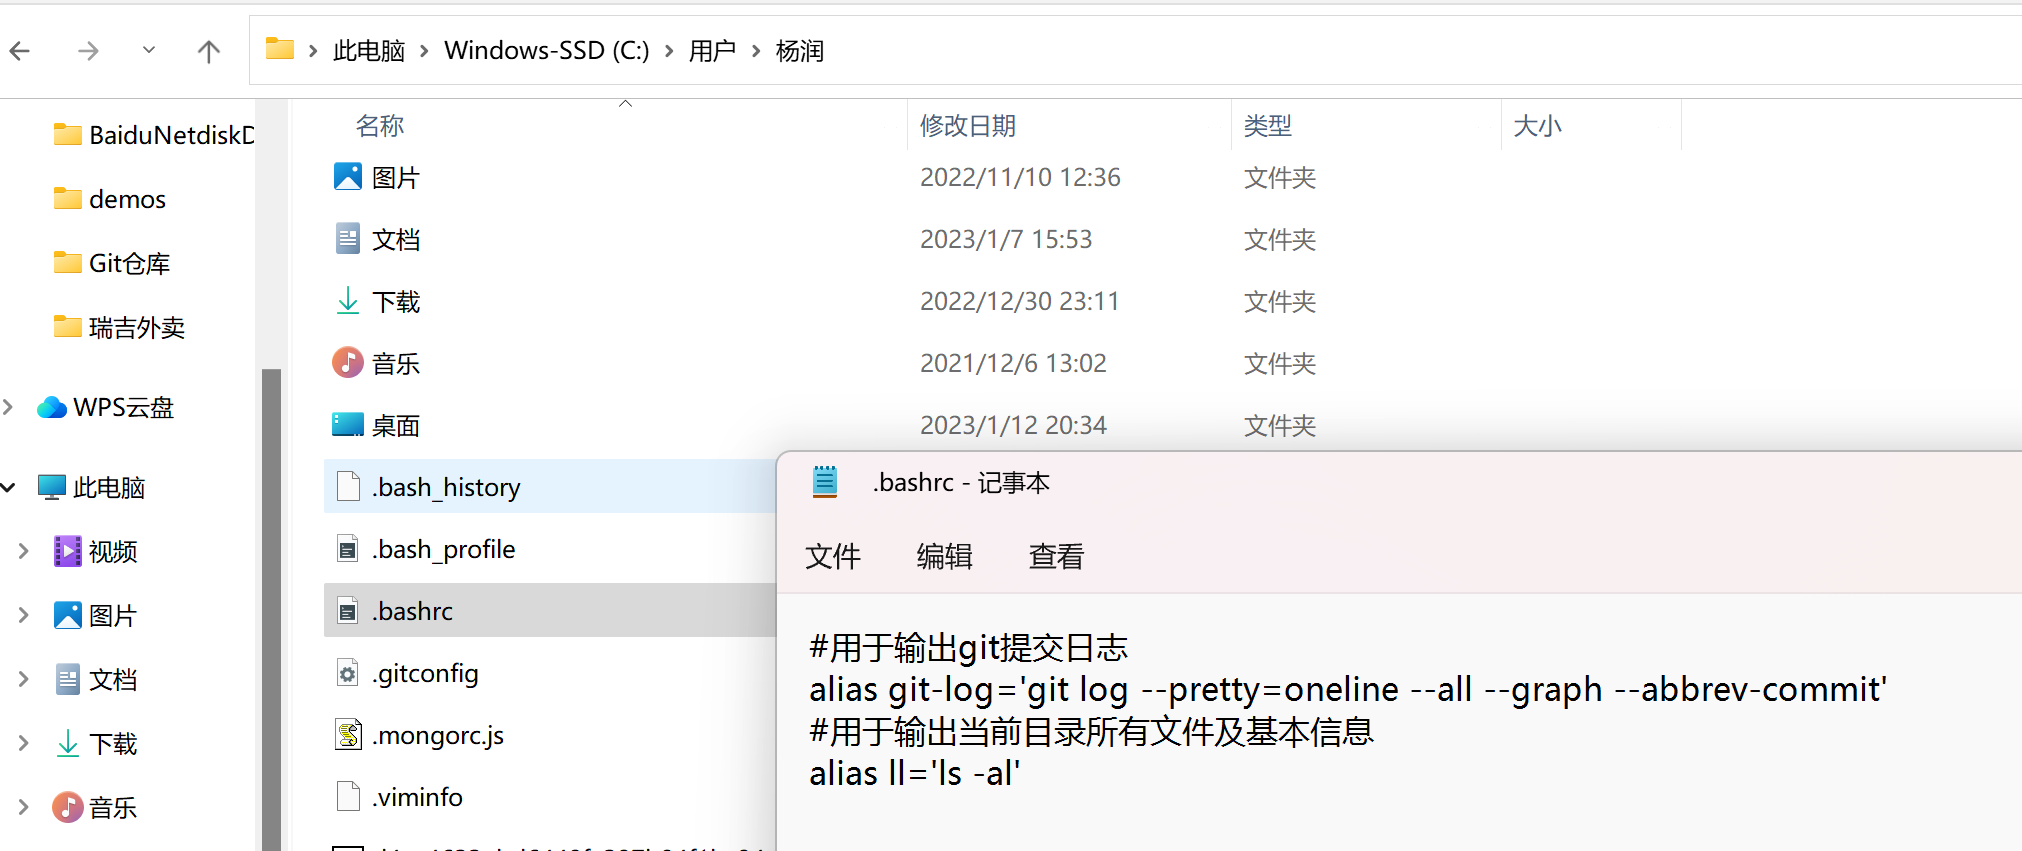 此电脑 Windows-SSD (C:) 用户 杨润
BaiduNetdiskD
demos
Git仓库
瑞吉外卖
WPS云盘
此电脑
视频
图片
文档
下载
音乐
名称 修改日期 类型 大小
图片 2022/11/10 12:36 文件夹
文档 2023/1/7 15:53 文件夹
下载 2022/12/30 23:11 文件夹
音乐 2021/12/6 13:02 文件夹
桌面 2023/1/12 20:34 文件夹
.bash_history
.bash_profile
.bashrc
.gitconfig
.mongorc.js
.viminfo
.bashrc - 记事本
文件 编辑 查看
#用于输出git提交日志
alias git-log='git log --pretty=oneline --all --graph --abbrev-commit'
#用于输出当前目录所有文件及基本信息
alias ll='ls -al'